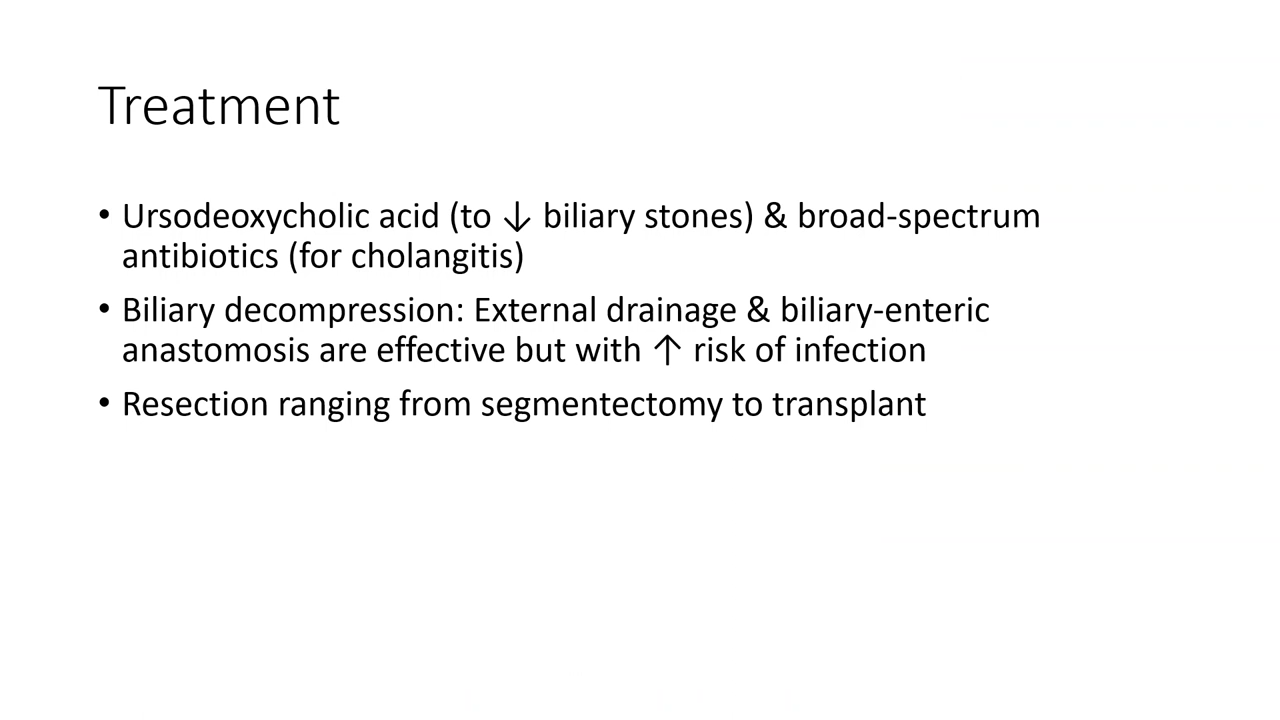 Treatment
• Ursodeoxycholic acid (to ↓ biliary stones) & broad-spectrum
antibiotics (for cholangitis)
• Biliary decompression: External drainage & biliary-enteric
anastomosis are effective but with ↑ risk of infection
• Resection ranging from segmentectomy to transplant